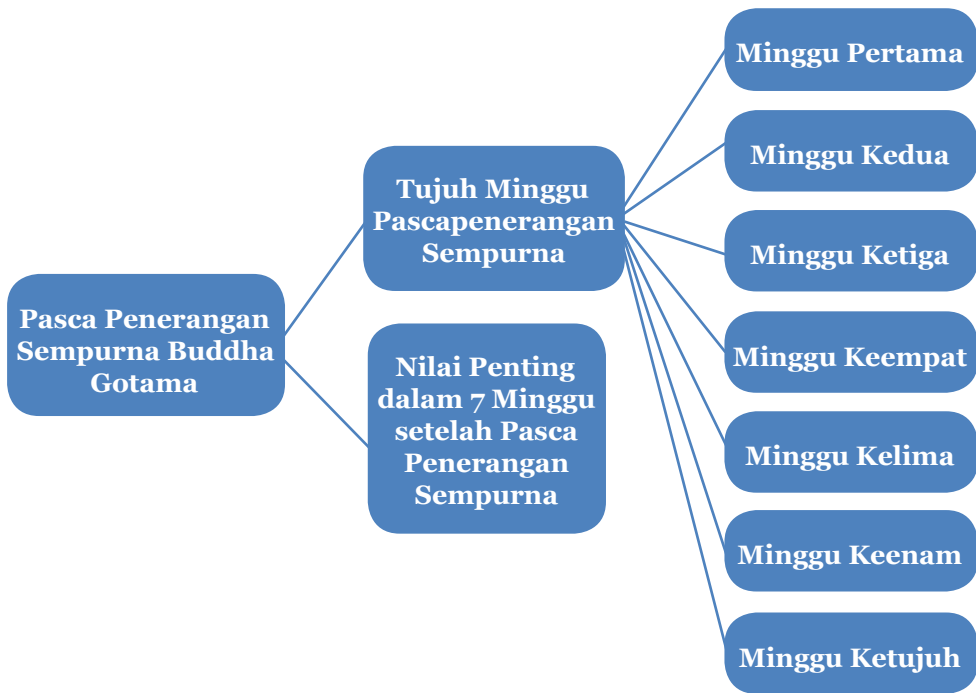 Pasca Penerangan
Sempurna Buddha
Gotama
Tujuh Minggu
Pascapenerangan
Sempurna
Nilai Penting
dalam 7 Minggu
setelah Pasca
Penerangan
Sempurna
Minggu Pertama
Minggu Kedua
Minggu Ketiga
Minggu Keempat
Minggu Kelima
Minggu Keenam
Minggu Ketujuh